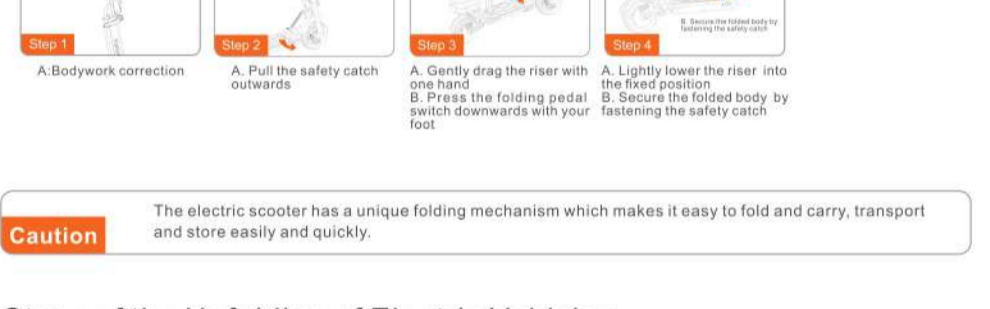 B. Secure the folded body by
fastening the safety catch
Step 1
Step 2
Step 3
Step 4
A:Bodywork correction
A. Pull the safety catch
outwards
A. Gently drag the riser with
one hand
B. Press the folding pedal
switch downwards with your
foot
A. Lightly lower the riser into
the fixed position
B. Secure the folded body by
fastening the safety catch
Caution
The electric scooter has a unique folding mechanism which makes it easy to fold and carry, transport
and store easily and quickly.